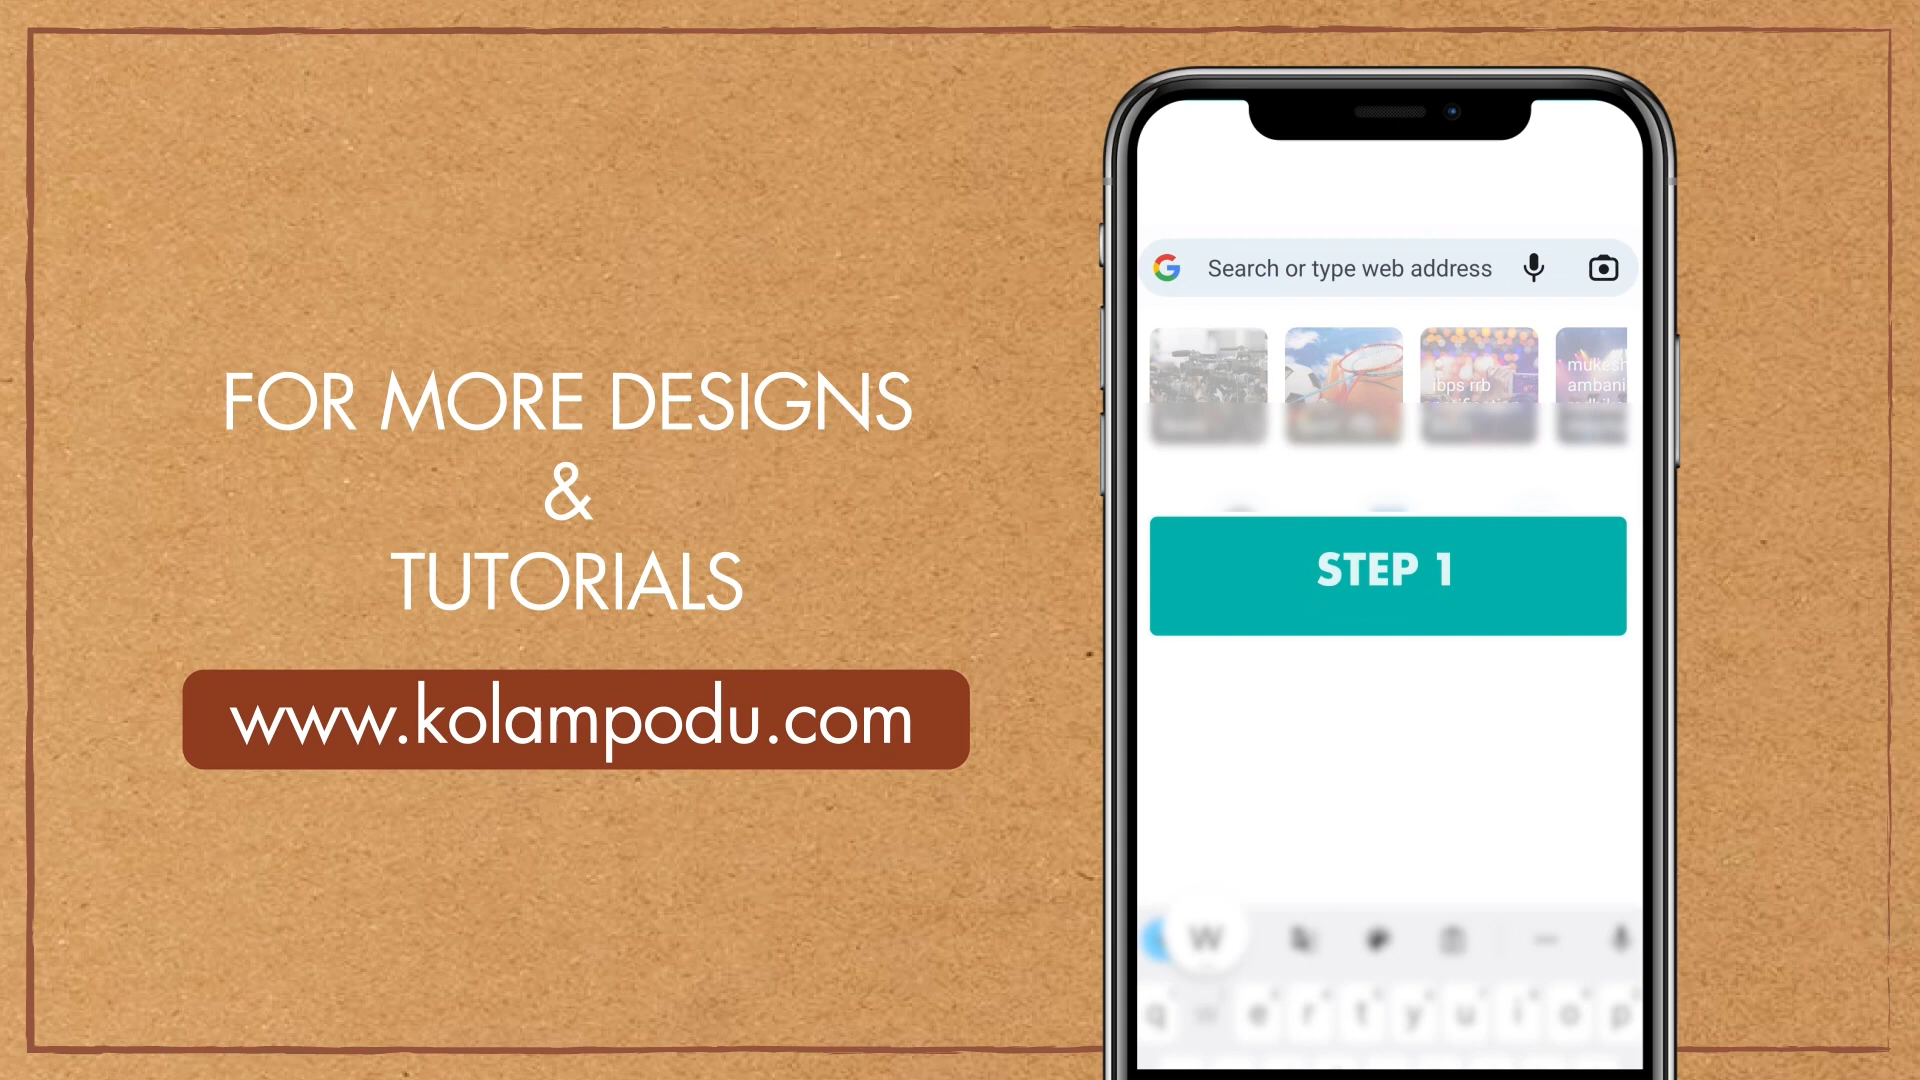 FOR MORE DESIGNS
&
TUTORIALS
www.kolampodu.com
Search or type web address
ibps rrb
mukesh
ambani
STEP 1
W
q w e r t y u i o p